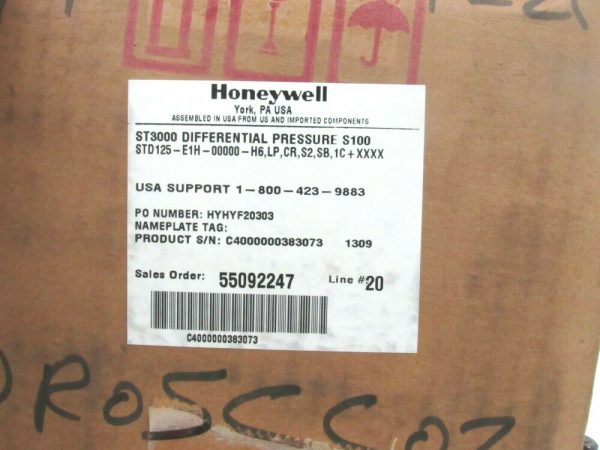 Honeywell
York, PA USA
ASSEMBLED IN USA FROM US AND IMPORTED COMPONENTS
ST3000 DIFFERENTIAL PRESSURE S100
STD125-E1H-00000-H6,LP,CR,S2,SB,1C+XXXX
USA SUPPORT 1-800-423-9883
PO NUMBER: HYHYF20303
NAMEPLATE TAG:
PRODUCT S/N: C4000000383073 1309
Sales Order: 55092247 Line #20
C4000000383073